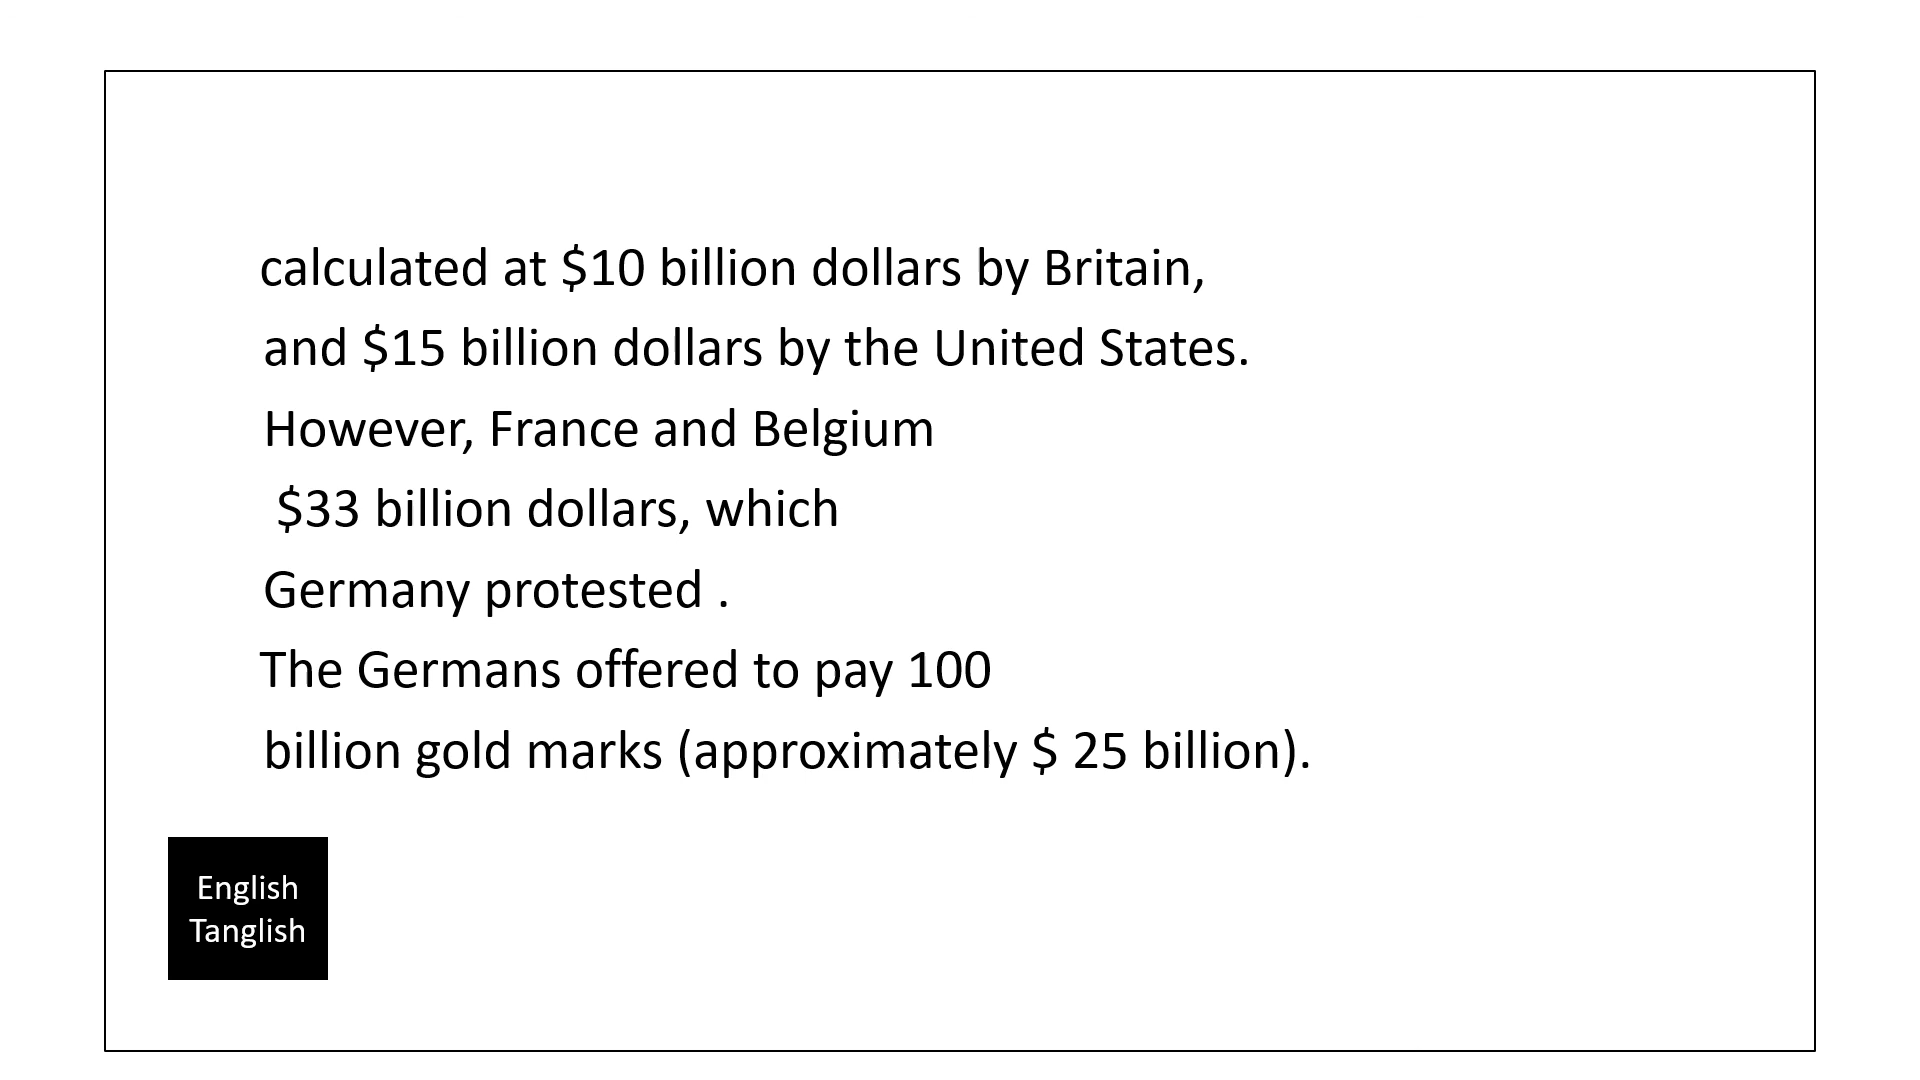 calculated at $10 billion dollars by Britain,
and $15 billion dollars by the United States.
However, France and Belgium
$33 billion dollars, which
Germany protested .
The Germans offered to pay 100
billion gold marks (approximately $ 25 billion).
English
Tanglish